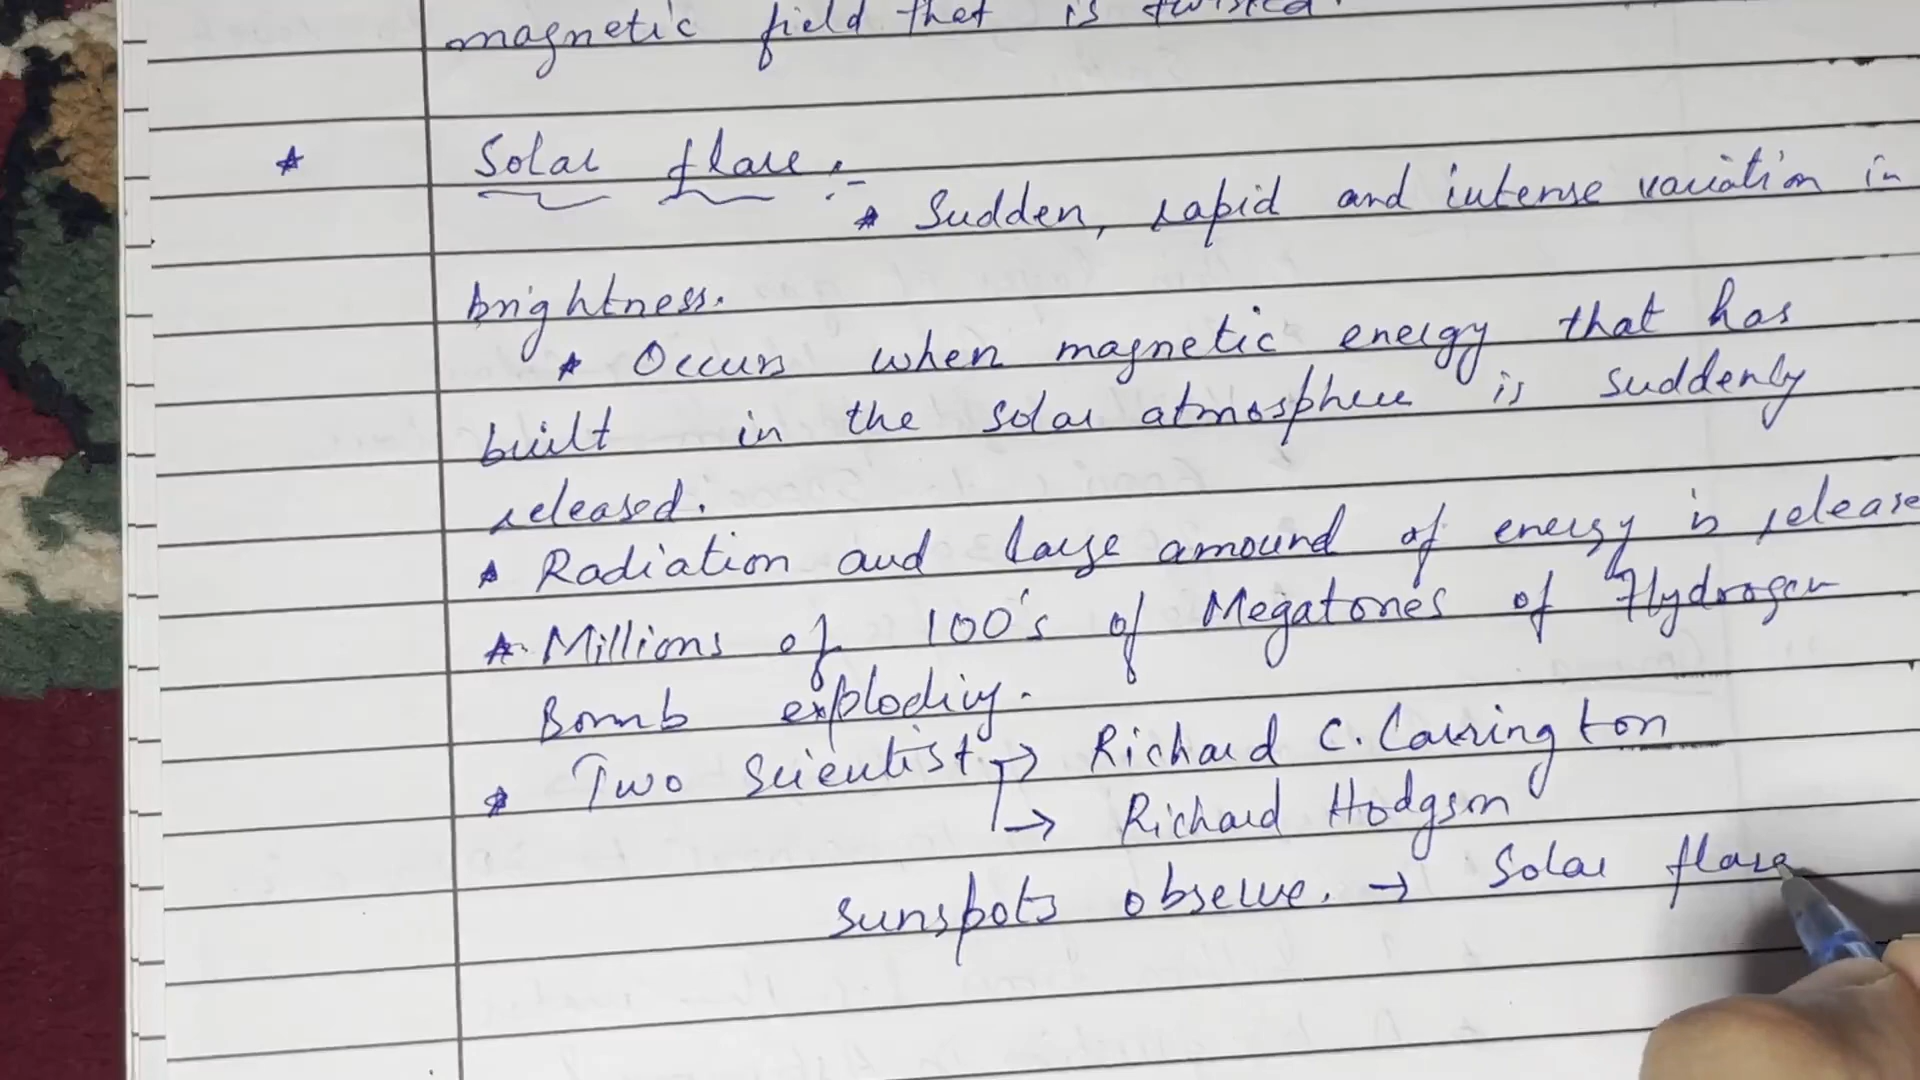 magnetic field that is twisted.
* Solar flare :-
* Sudden, rapid and intense variation in
brightness.
* Occurs when magnetic energy that has
built in the solar atmosphere is suddenly
released.
* Radiation and large amound of energy is release
* Millions of 100's of Megatones of Hydrogen
Bomb exploding.
* Two Scientist → Richard C. Carrington
→ Richard Hodgson
sunspots observe. → Solar flare